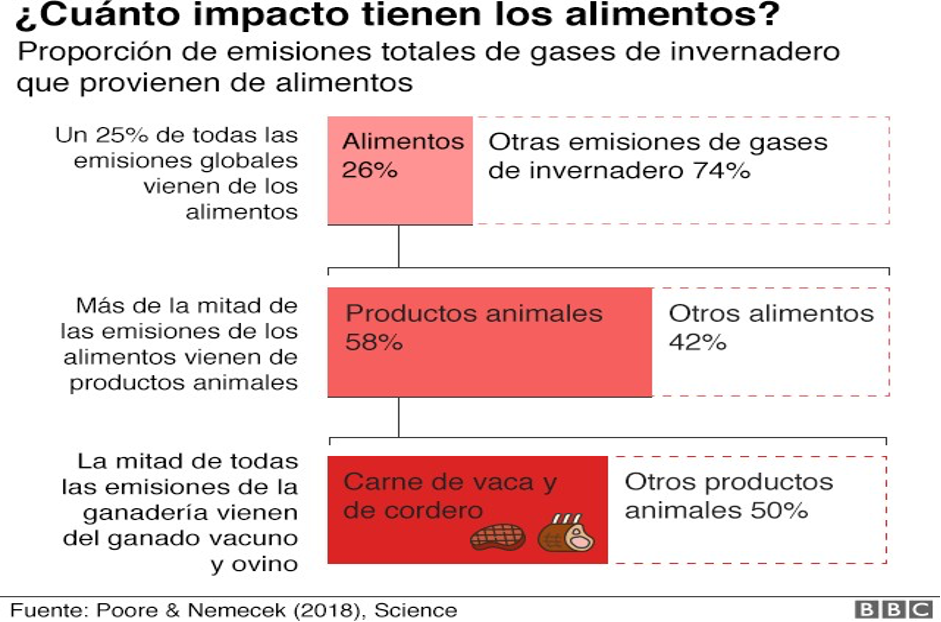 ¿Cuánto impacto tienen los alimentos?
Proporción de emisiones totales de gases de invernadero
que provienen de alimentos
Un 25% de todas las
emisiones globales
vienen de los
alimentos
Alimentos
26%
Otras emisiones de gases
de invernadero 74%
Más de la mitad de
las emisiones de los
alimentos vienen de
productos animales
Productos animales
58%
Otros alimentos
42%
La mitad de todas
las emisiones de la
ganadería vienen
del ganado vacuno
y ovino
Carne de vaca y
de cordero
Otros productos
animales 50%
Fuente: Poore & Nemecek (2018), Science
BBC